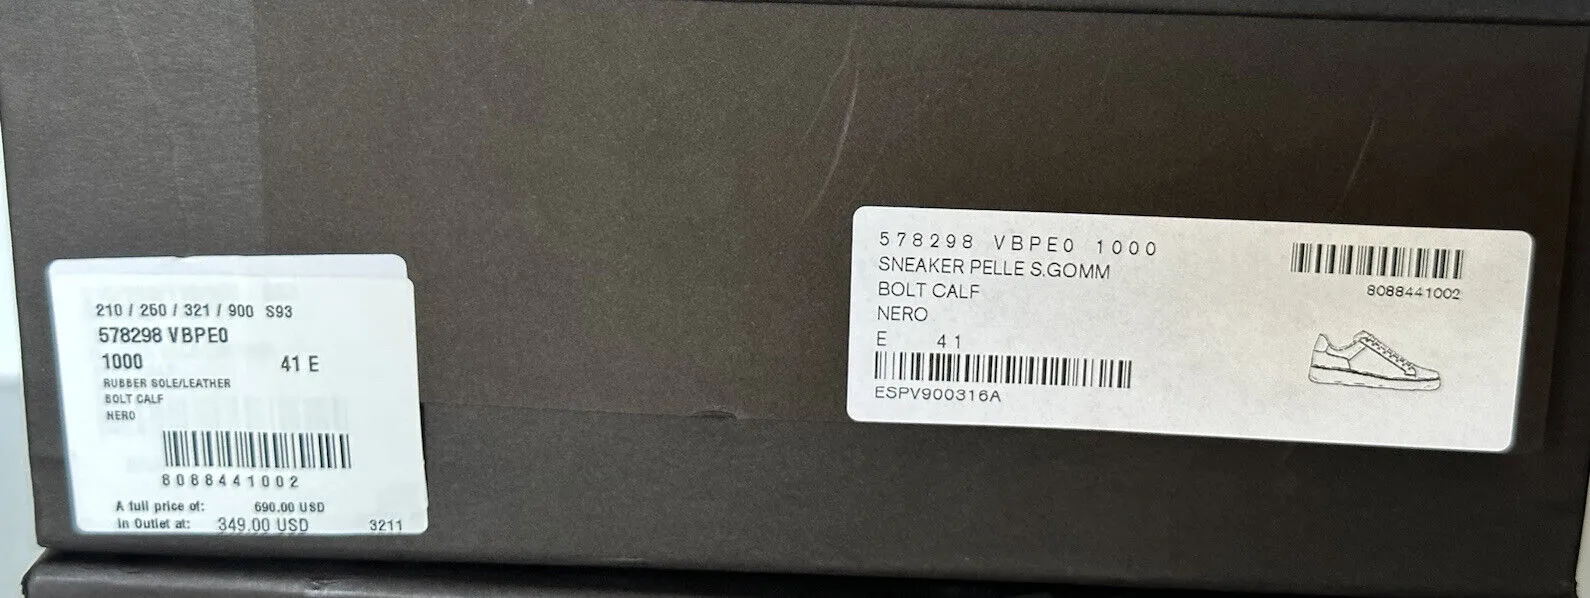 210 / 250 / 321 / 900 S93
578298 VBPE0
1000 41 E
RUBBER SOLE/LEATHER
BOLT CALF
NERO
8088441002
A full price of: 690.00 USD
In Outlet at: 349.00 USD 3211
578298 VBPE0 1000
SNEAKER PELLE S.GOMM
BOLT CALF
NERO
E 41
ESPV900316A
8088441002